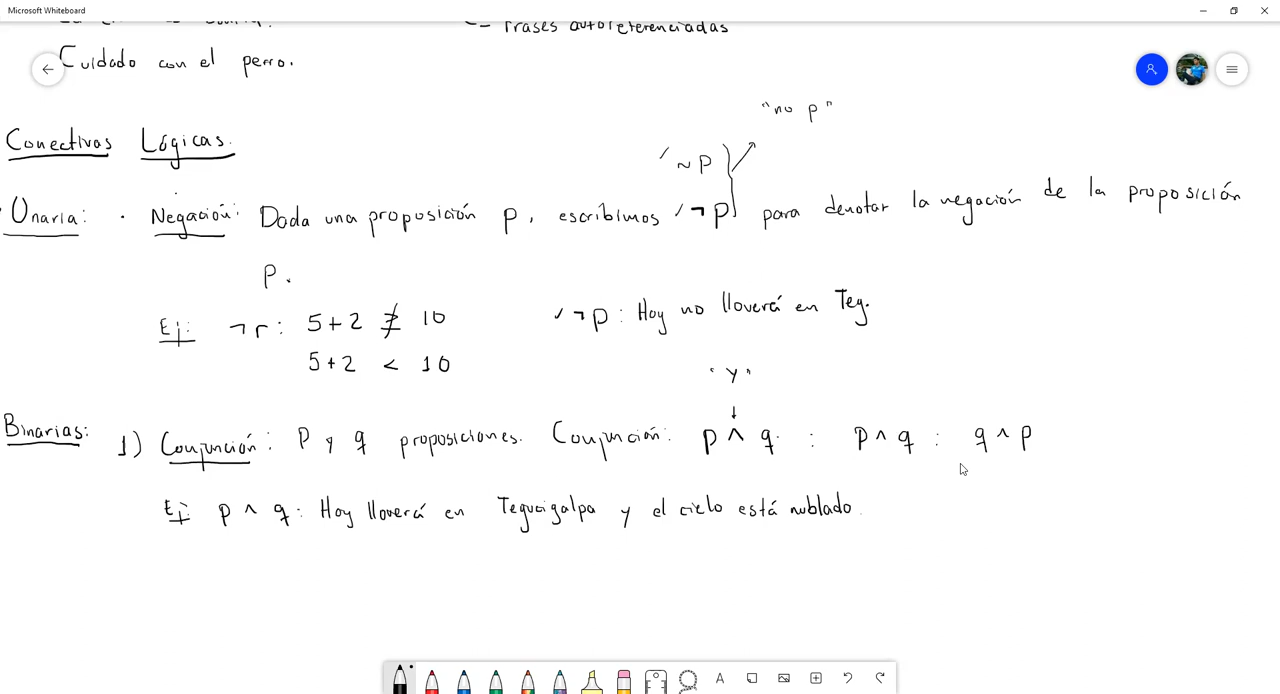 Microsoft Whiteboard
Frases autoreferenciadas
Cuidado con el perro.
"no p"
Conectivas Lógicas.
~p
Unaria: · Negación: Dada una proposición p, escribimos ¬p para denotar la negación de la proposición
p.
Ej: ¬r: 5+2 ≱ 10 ¬p: Hoy no lloverá en Teg.
5+2 < 10
"y"
↓
Binarias: 1) Conjunción: p y q proposiciones. Conjunción: p ∧ q : p ∧ q : q ∧ p
Ej p ∧ q: Hoy lloverá en Tegucigalpa y el cielo está nublado.